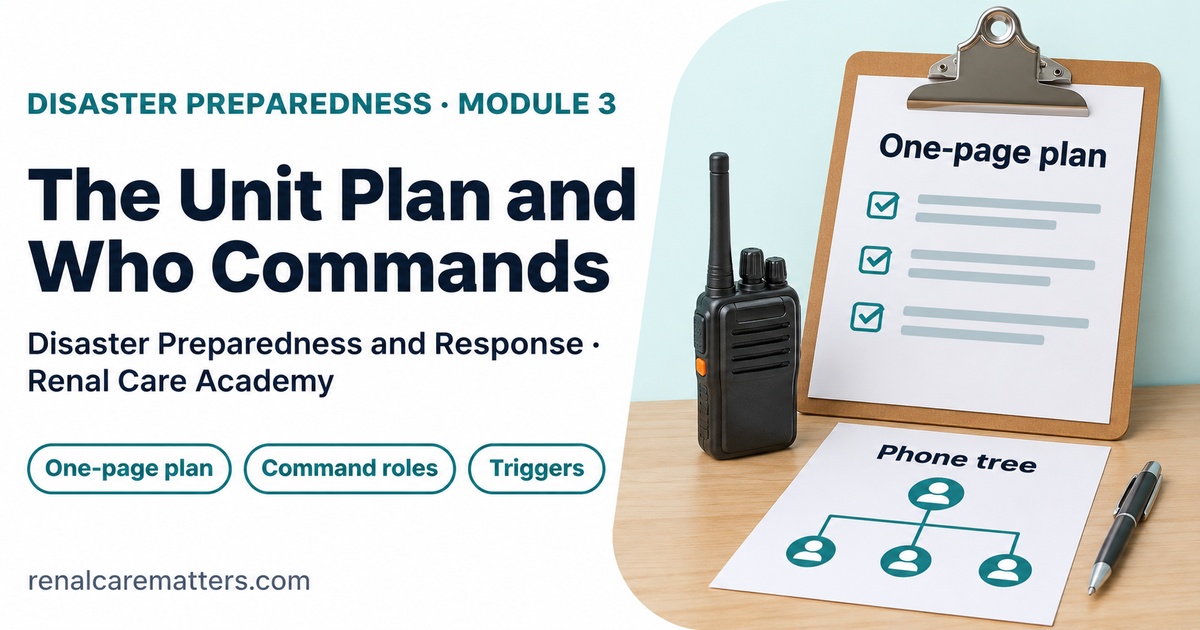 DISASTER PREPAREDNESS · MODULE 3
The Unit Plan and
Who Commands
Disaster Preparedness and Response ·
Renal Care Academy
One-page plan
Command roles
Triggers
renalcarematters.com
One-page plan
Phone tree